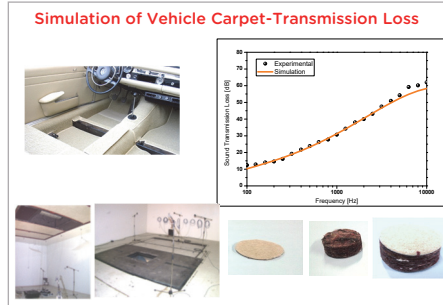 Simulation of Vehicle Carpet-Transmission Loss
80
70
60
50
40
30
20
10
0
Sound Transmission Loss [dB]
Experimental
Simulation
100
1000
10000
Frequency [Hz]